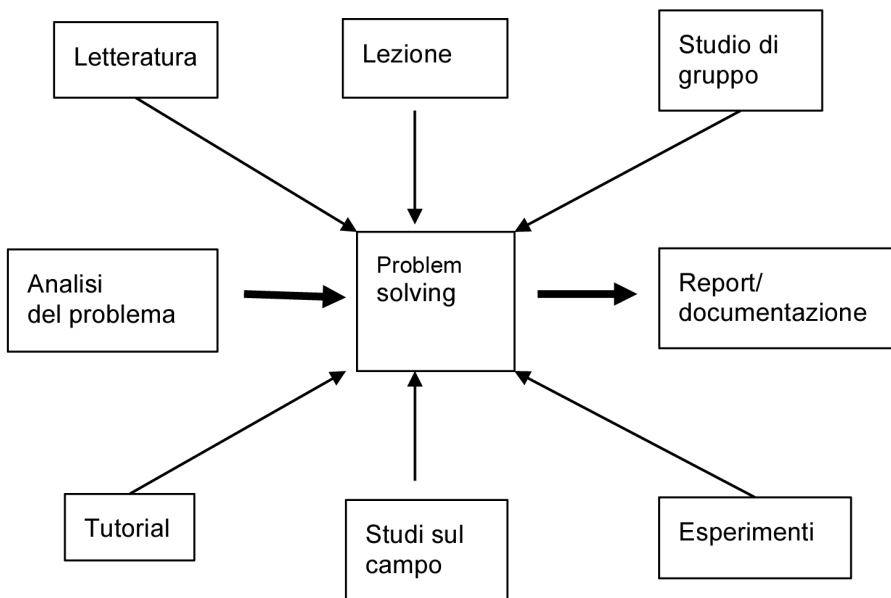 Letteratura
Lezione
Studio di
gruppo
Analisi
del problema
Problem
solving
Report/
documentazione
Tutorial
Studi sul
campo
Esperimenti